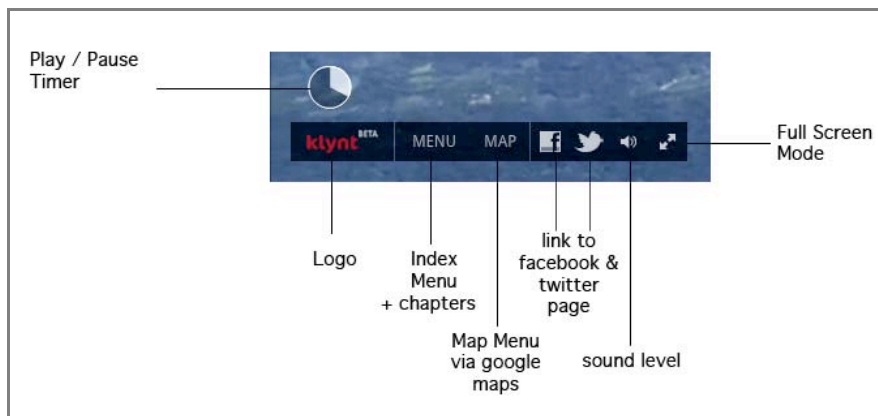 Play / Pause
Timer
klynt BETA
MENU
MAP
f
Full Screen
Mode
Logo
Index
Menu
+ chapters
link to
facebook &
twitter
page
Map Menu
via google
maps
sound level